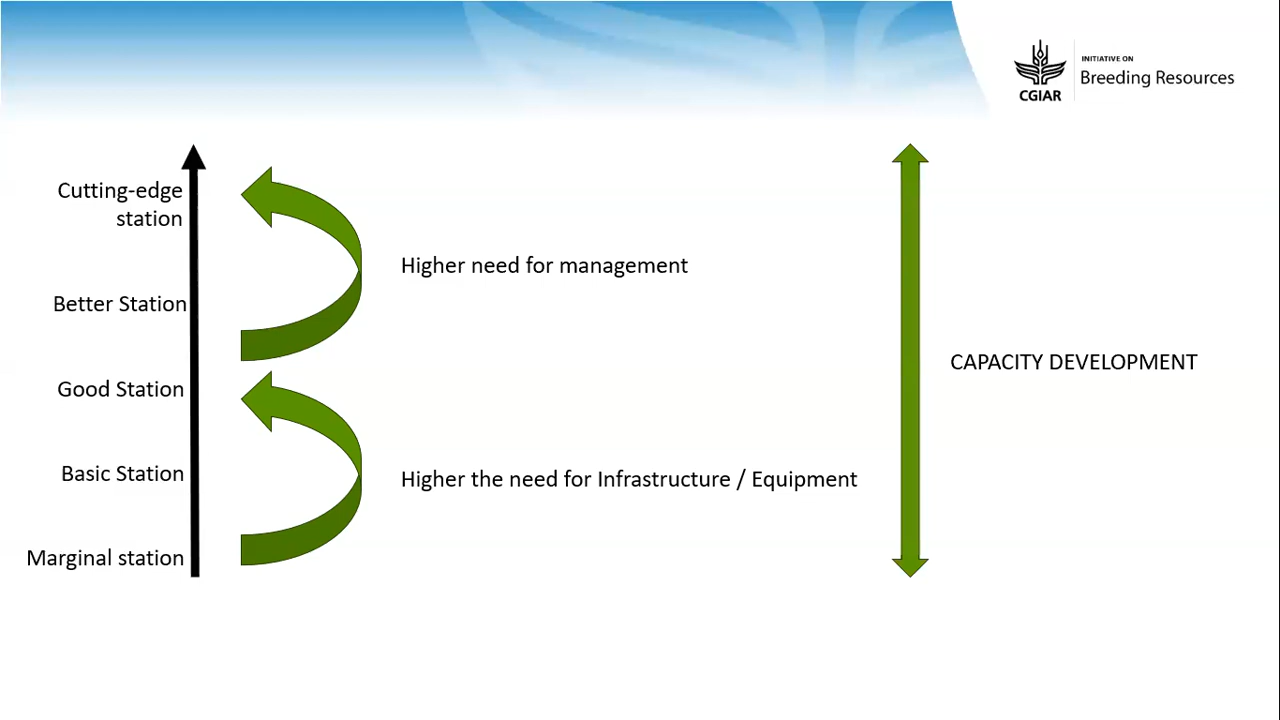 INITIATIVE ON
Breeding Resources
CGIAR
Cutting-edge
station
Higher need for management
Better Station
CAPACITY DEVELOPMENT
Good Station
Basic Station
Higher the need for Infrastructure / Equipment
Marginal station